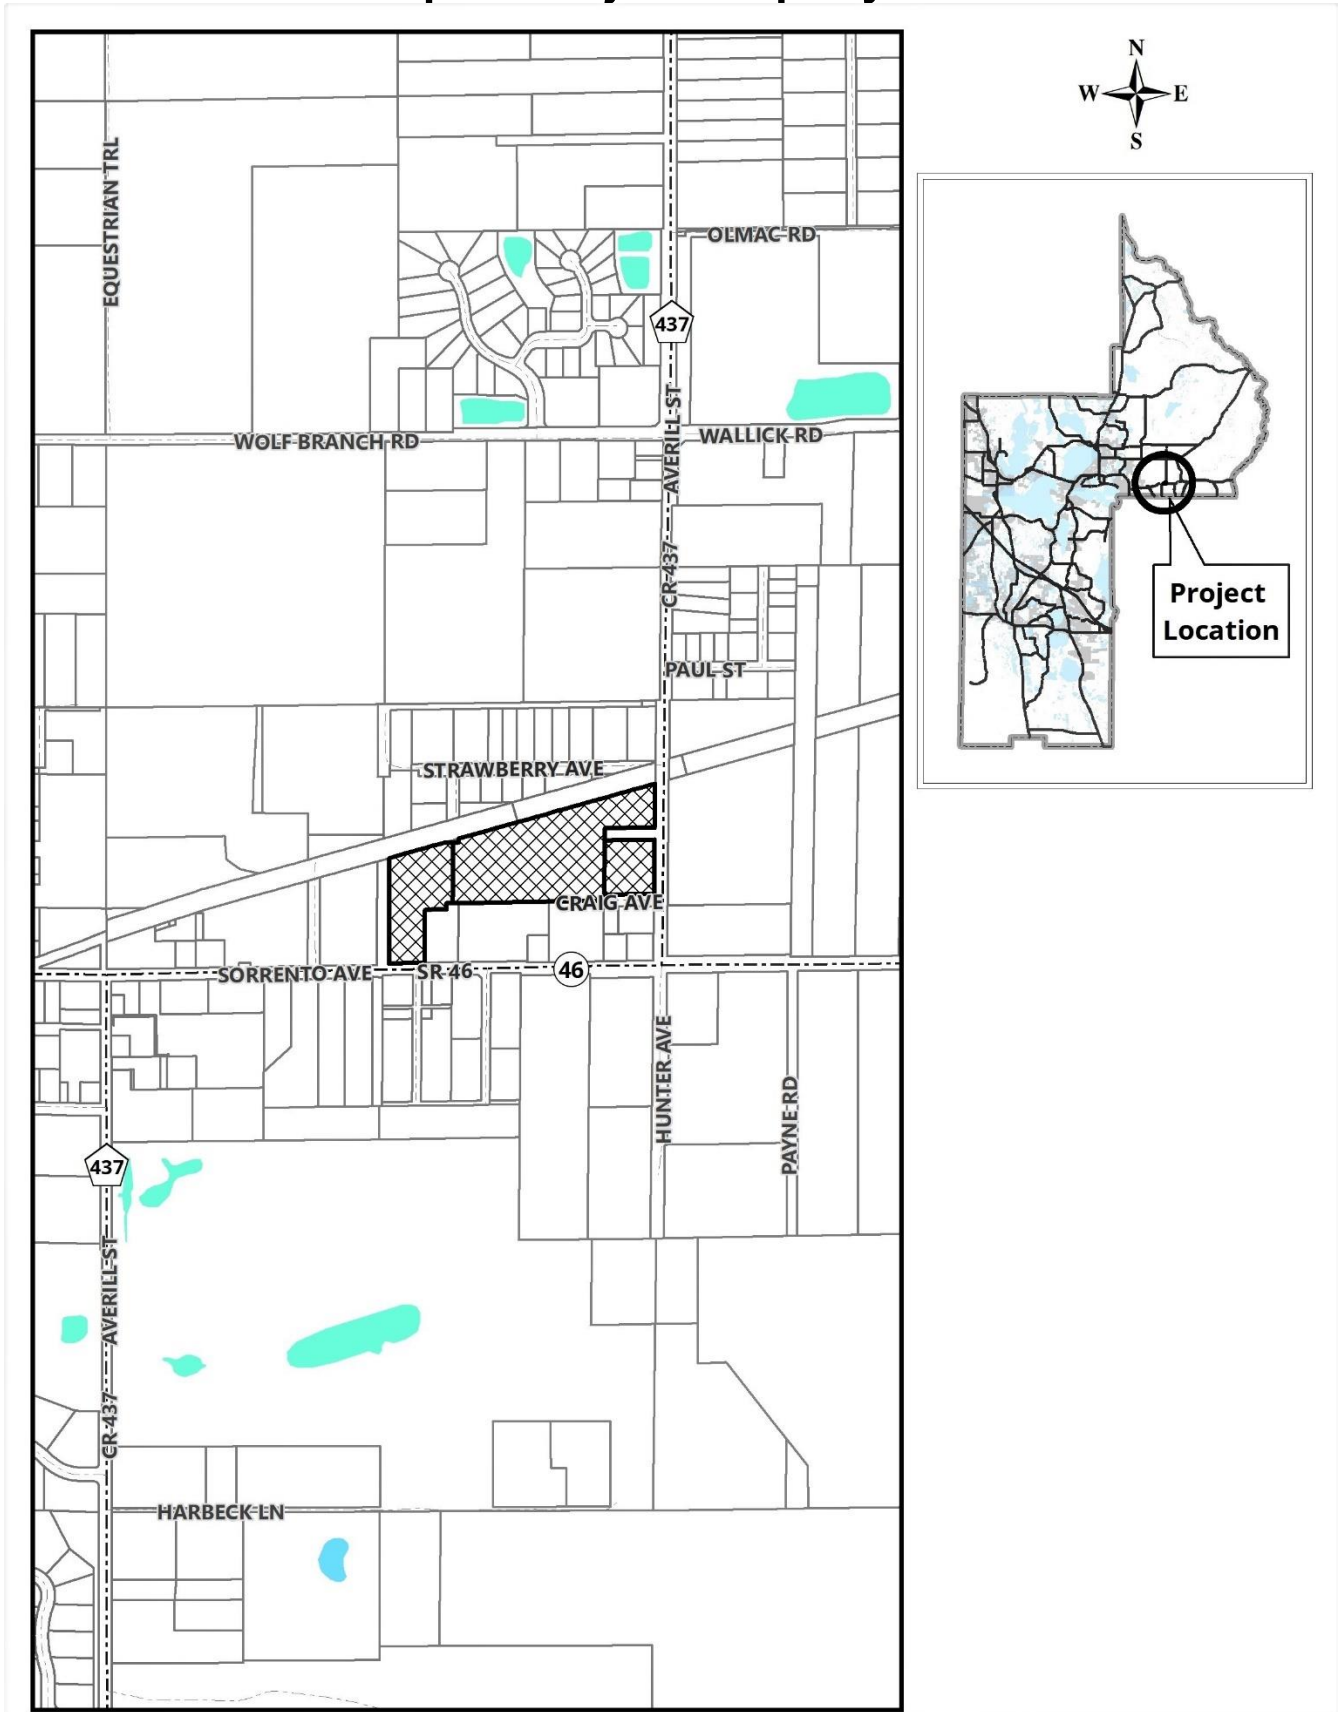 N
W E
S
EQUESTRIAN TRL
OLMAC RD
437
AVERILL ST
WOLF BRANCH RD
WALLICK RD
CR 437
Project
Location
PAUL ST
STRAWBERRY AVE
CRAIG AVE
SORRENTO AVE
SR 46
46
HUNTER AVE
PAYNE RD
437
AVERILL ST
CR 437
HARBECK LN